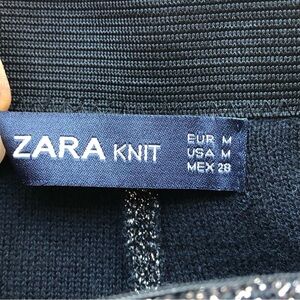 ZARA KNIT
EUR M
USA M
MEX 28